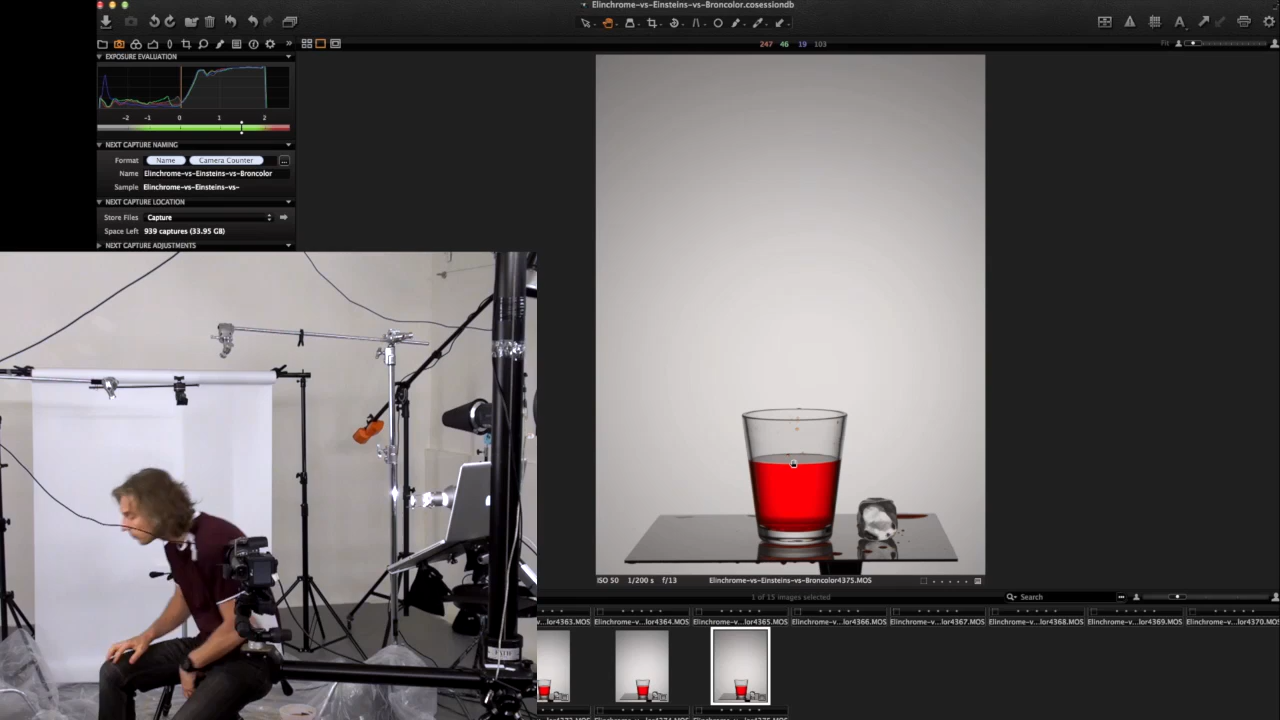 Elinchrome-vs-Einsteins-vs-Broncolor.cosessiondb
247 46 19 103
Fit
EXPOSURE EVALUATION
-2 -1 0 1 2
NEXT CAPTURE NAMING
Format Name Camera Counter ...
Name Elinchrome-vs-Einsteins-vs-Broncolor
Sample Elinchrome-vs-Einsteins-vs-
NEXT CAPTURE LOCATION
Store Files Capture
Space Left 939 captures (33.95 GB)
NEXT CAPTURE ADJUSTMENTS
ISO 50 1/200 s f/13 Elinchrome-vs-Einsteins-vs-Broncolor4375.MOS
1 of 15 images selected
Search
v...lor4363.MOS Elinchrome-v...lor4364.MOS Elinchrome-v...lor4365.MOS Elinchrome-v...lor4366.MOS Elinchrome-v...lor4367.MOS Elinchrome-v...lor4368.MOS Elinchrome-v...lor4369.MOS Elinchrome-v...lor4370.MOS